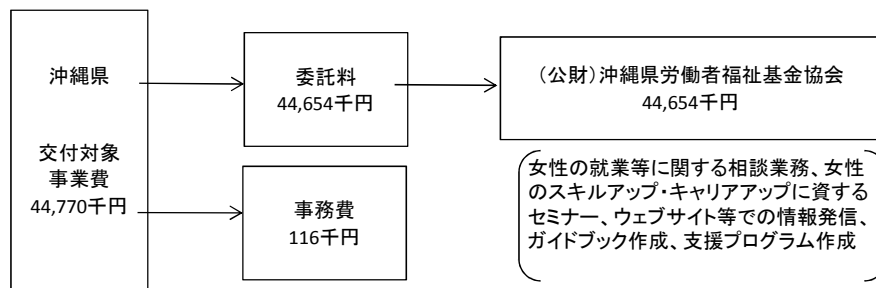 沖縄県
交付対象
事業費
44,770千円
委託料
44,654千円
事務費
116千円
（公財）沖縄県労働者福祉基金協会
44,654千円
女性の就業等に関する相談業務、女性
のスキルアップ・キャリアアップに資する
セミナー、ウェブサイト等での情報発信、
ガイドブック作成、支援プログラム作成